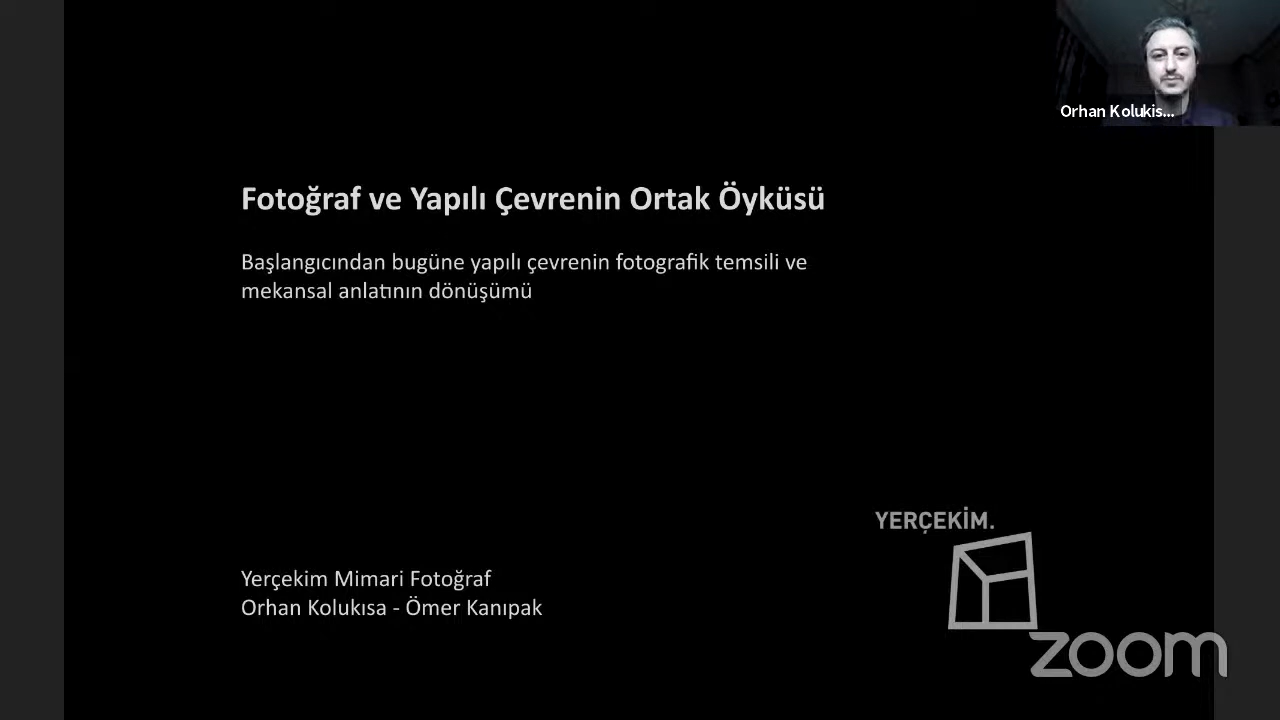 Orhan Kolukis...
Fotoğraf ve Yapılı Çevrenin Ortak Öyküsü
Başlangıcından bugüne yapılı çevrenin fotografik temsili ve
mekansal anlatının dönüşümü
YERÇEKİM.
Yerçekim Mimari Fotoğraf
Orhan Kolukısa - Ömer Kanıpak
zoom